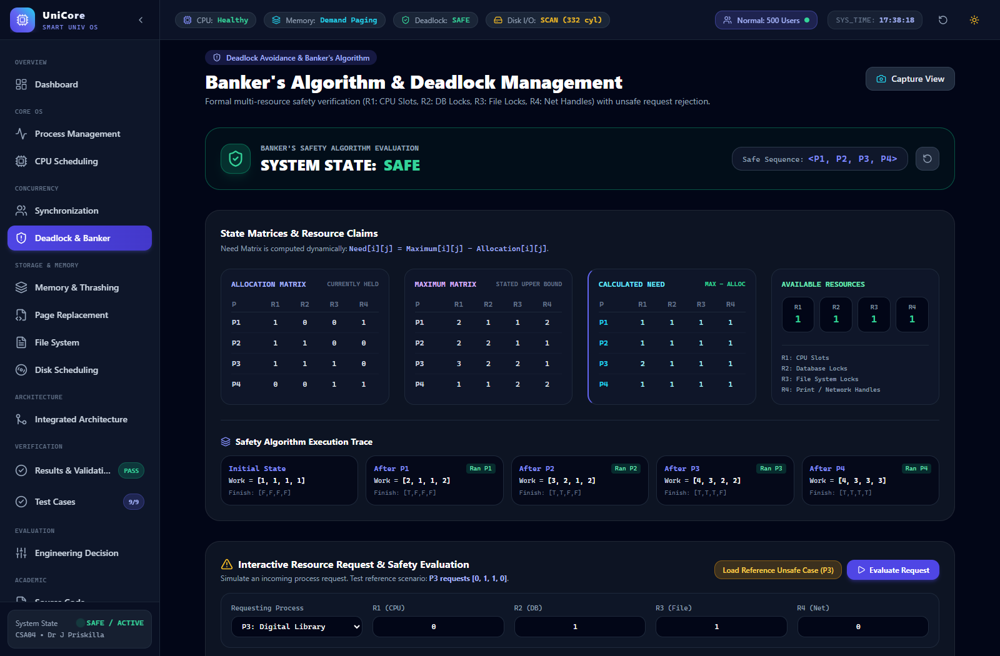 UniCore
SMART UNIV OS
CPU: Healthy
Memory: Demand Paging
Deadlock: SAFE
Disk I/O: SCAN (332 cyl)
Normal: 500 Users
SYS_TIME: 17:38:18
OVERVIEW
Dashboard
CORE OS
Process Management
CPU Scheduling
CONCURRENCY
Synchronization
Deadlock & Banker
STORAGE & MEMORY
Memory & Thrashing
Page Replacement
File System
Disk Scheduling
ARCHITECTURE
Integrated Architecture
VERIFICATION
Results & Validati... PASS
Test Cases 9/9
EVALUATION
Engineering Decision
ACADEMIC
Source Code
System State SAFE / ACTIVE
CSA04 • Dr J Priskilla
Deadlock Avoidance & Banker's Algorithm
Banker's Algorithm & Deadlock Management
Formal multi-resource safety verification (R1: CPU Slots, R2: DB Locks, R3: File Locks, R4: Net Handles) with unsafe request rejection.
Capture View
BANKER'S SAFETY ALGORITHM EVALUATION
SYSTEM STATE: SAFE
Safe Sequence: <P1, P2, P3, P4>
State Matrices & Resource Claims
Need Matrix is computed dynamically: Need[i][j] = Maximum[i][j] − Allocation[i][j].
ALLOCATION MATRIX CURRENTLY HELD
P R1 R2 R3 R4
P1 1 0 0 1
P2 1 1 0 0
P3 1 1 1 0
P4 0 0 1 1
MAXIMUM MATRIX STATED UPPER BOUND
P R1 R2 R3 R4
P1 2 1 1 2
P2 2 2 1 1
P3 3 2 2 1
P4 1 1 2 2
CALCULATED NEED MAX − ALLOC
P R1 R2 R3 R4
P1 1 1 1 1
P2 1 1 1 1
P3 2 1 1 1
P4 1 1 1 1
AVAILABLE RESOURCES
R1 R2 R3 R4
1 1 1 1
R1: CPU Slots
R2: Database Locks
R3: File System Locks
R4: Print / Network Handles
Safety Algorithm Execution Trace
Initial State
Work = [1, 1, 1, 1]
Finish: [F,F,F,F]
After P1 Ran P1
Work = [2, 1, 1, 2]
Finish: [T,F,F,F]
After P2 Ran P2
Work = [3, 2, 1, 2]
Finish: [T,T,F,F]
After P3 Ran P3
Work = [4, 3, 2, 2]
Finish: [T,T,T,F]
After P4 Ran P4
Work = [4, 3, 3, 3]
Finish: [T,T,T,T]
Interactive Resource Request & Safety Evaluation
Simulate an incoming process request. Test reference scenario: P3 requests [0, 1, 1, 0].
Load Reference Unsafe Case (P3)
Evaluate Request
Requesting Process R1 (CPU) R2 (DB) R3 (File) R4 (Net)
P3: Digital Library 0 1 1 0